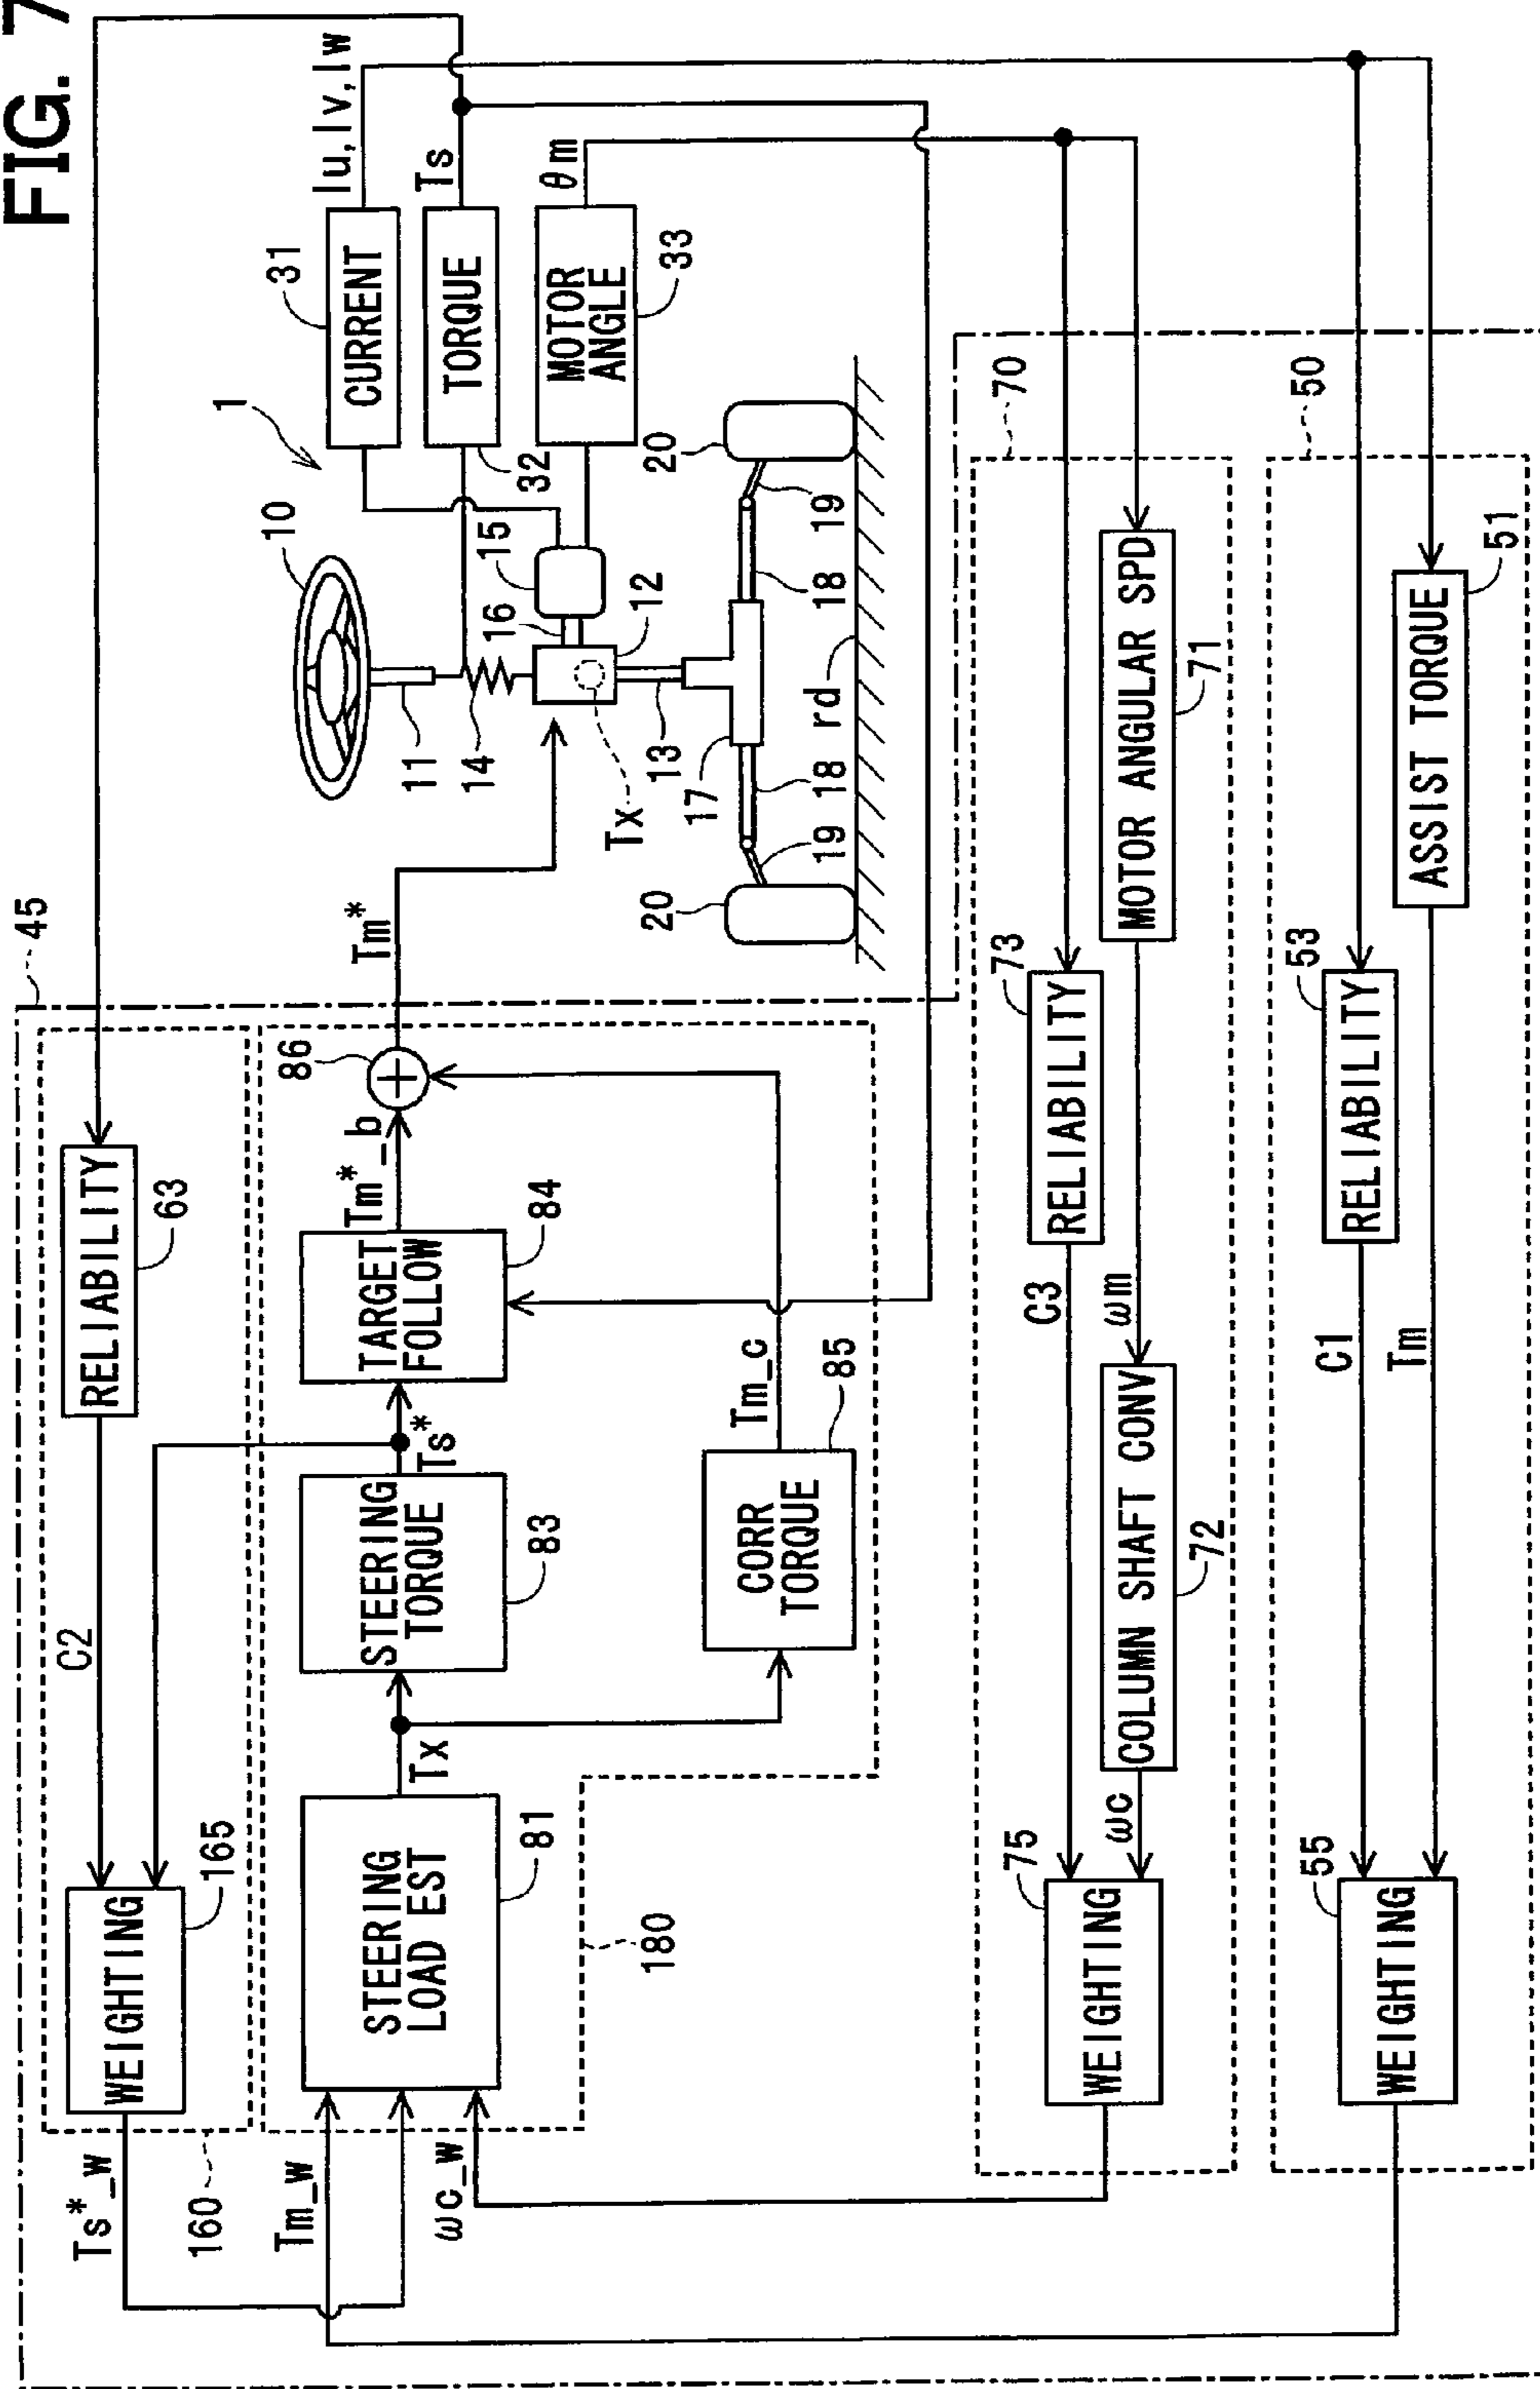 FIG. 7
45
C2
RELIABILITY
63
WEIGHTING
165
Ts*_w
160
Tm_w
ωc_w
STEERING
LOAD EST
81
180
Tx
STEERING
TORQUE
83
Ts*
TARGET
FOLLOW
84
Tm*_b
86
Tm*
CORR
TORQUE
85
Tm_c
1
10
11
14
16
15
12
13
Tx
17
18
18
19
19
20
20
rd
31
CURRENT
Iu,Iv,Iw
TORQUE
32
Ts
MOTOR
ANGLE
33
θm
70
73
RELIABILITY
C3
MOTOR ANGULAR SPD
71
ωm
COLUMN SHAFT CONV
72
ωc
75
WEIGHTING
50
53
RELIABILITY
C1
ASSIST TORQUE
51
Tm
55
WEIGHTING